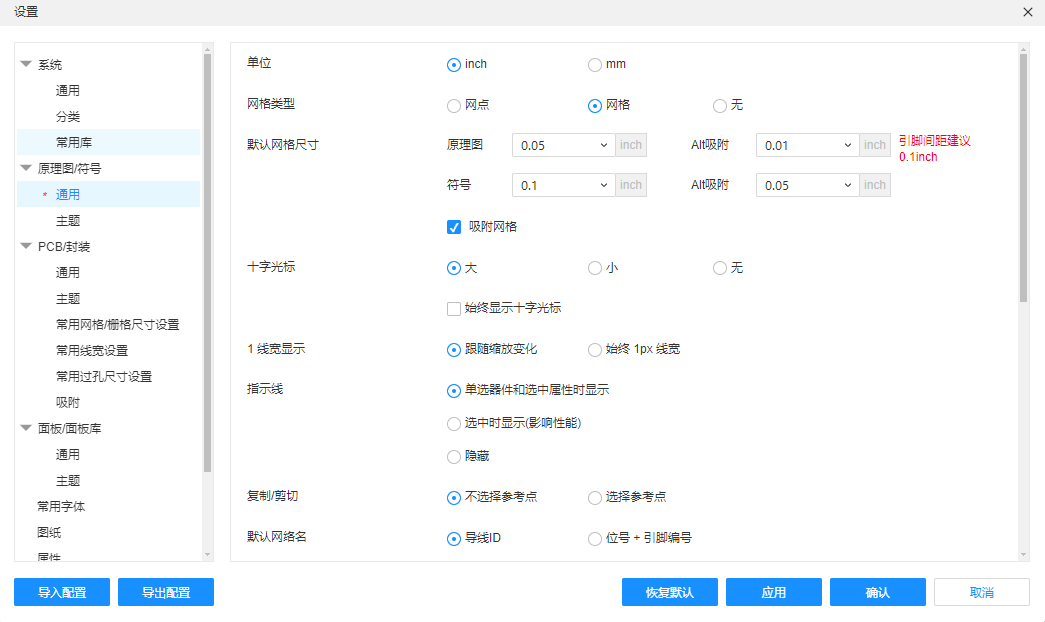 设置
系统
通用
分类
常用库
原理图/符号
* 通用
主题
PCB/封装
通用
主题
常用网格/栅格尺寸设置
常用线宽设置
常用过孔尺寸设置
吸附
面板/面板库
通用
主题
常用字体
图纸
属性
单位 inch mm
网格类型 网点 网格 无
默认网格尺寸 原理图 0.05 inch Alt吸附 0.01 inch 引脚间距建议
0.1inch
符号 0.1 inch Alt吸附 0.05 inch
吸附网格
十字光标 大 小 无
始终显示十字光标
1 线宽显示 跟随缩放变化 始终 1px 线宽
指示线 单选器件和选中属性时显示
选中时显示(影响性能)
隐藏
复制/剪切 不选择参考点 选择参考点
默认网络名 导线ID 位号 + 引脚编号
导入配置 导出配置 恢复默认 应用 确认 取消